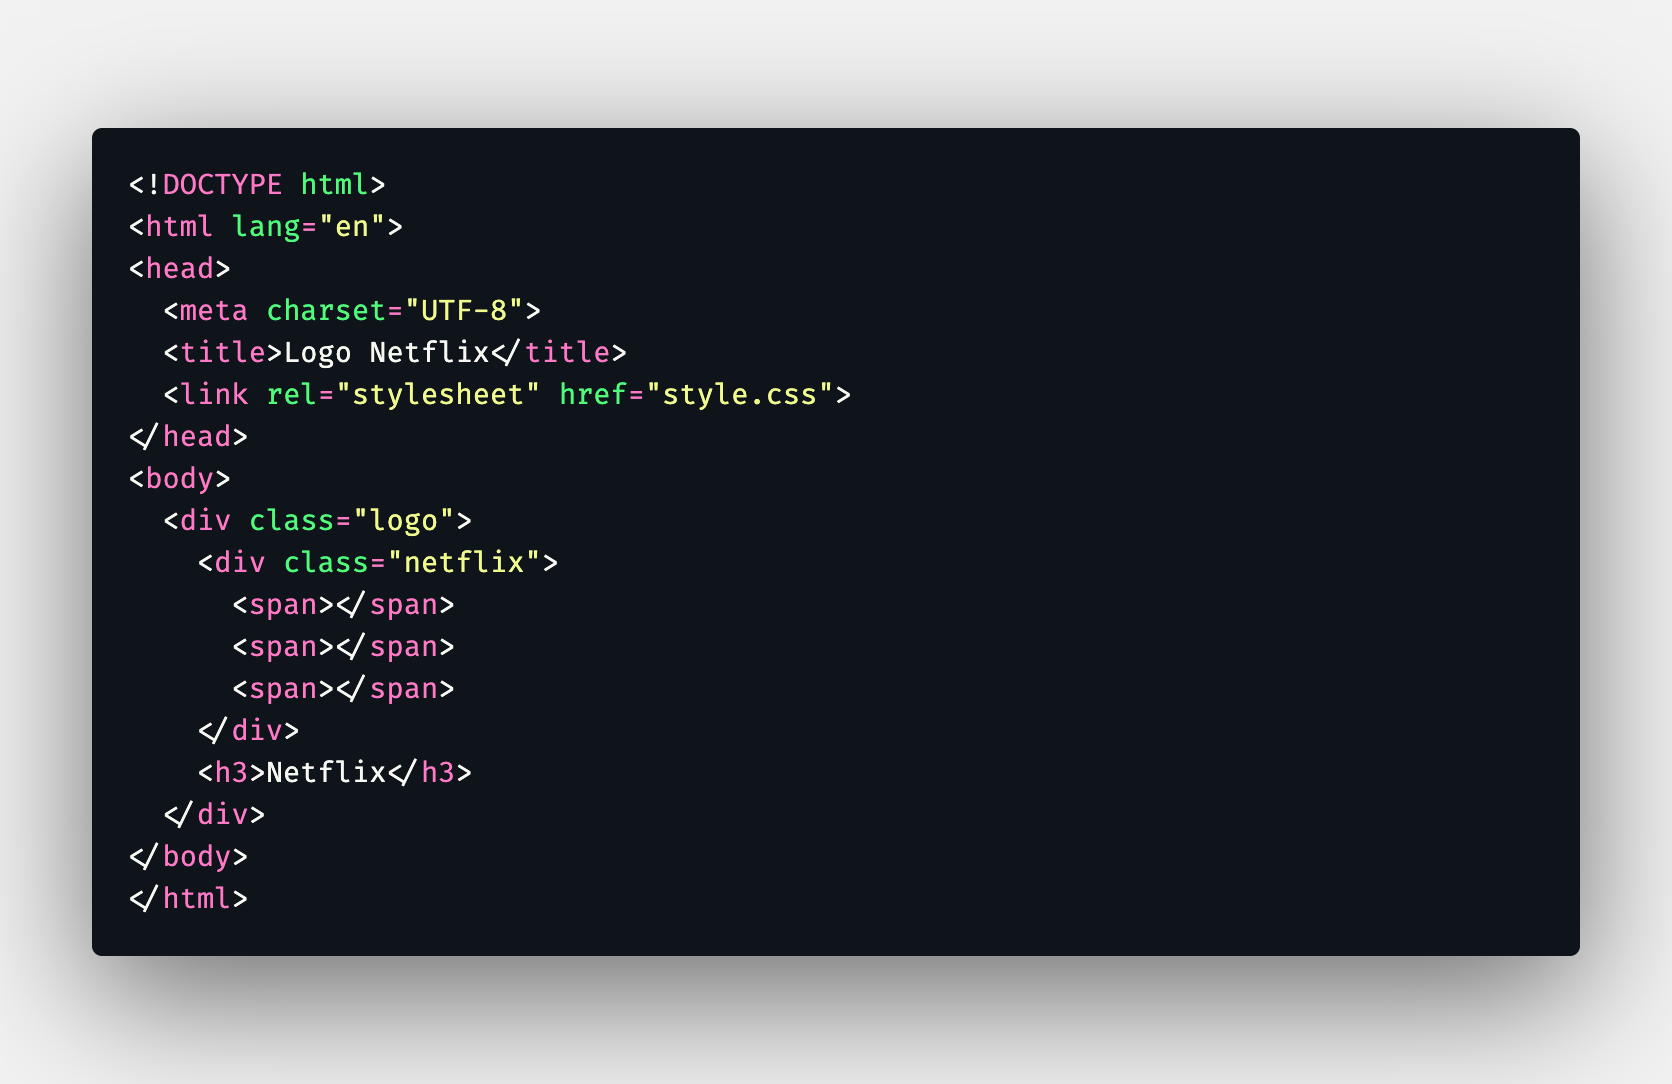 <!DOCTYPE html>
<html lang="en">
<head>
  <meta charset="UTF-8">
  <title>Logo Netflix</title>
  <link rel="stylesheet" href="style.css">
</head>
<body>
  <div class="logo">
    <div class="netflix">
      <span></span>
      <span></span>
      <span></span>
    </div>
    <h3>Netflix</h3>
  </div>
</body>
</html>